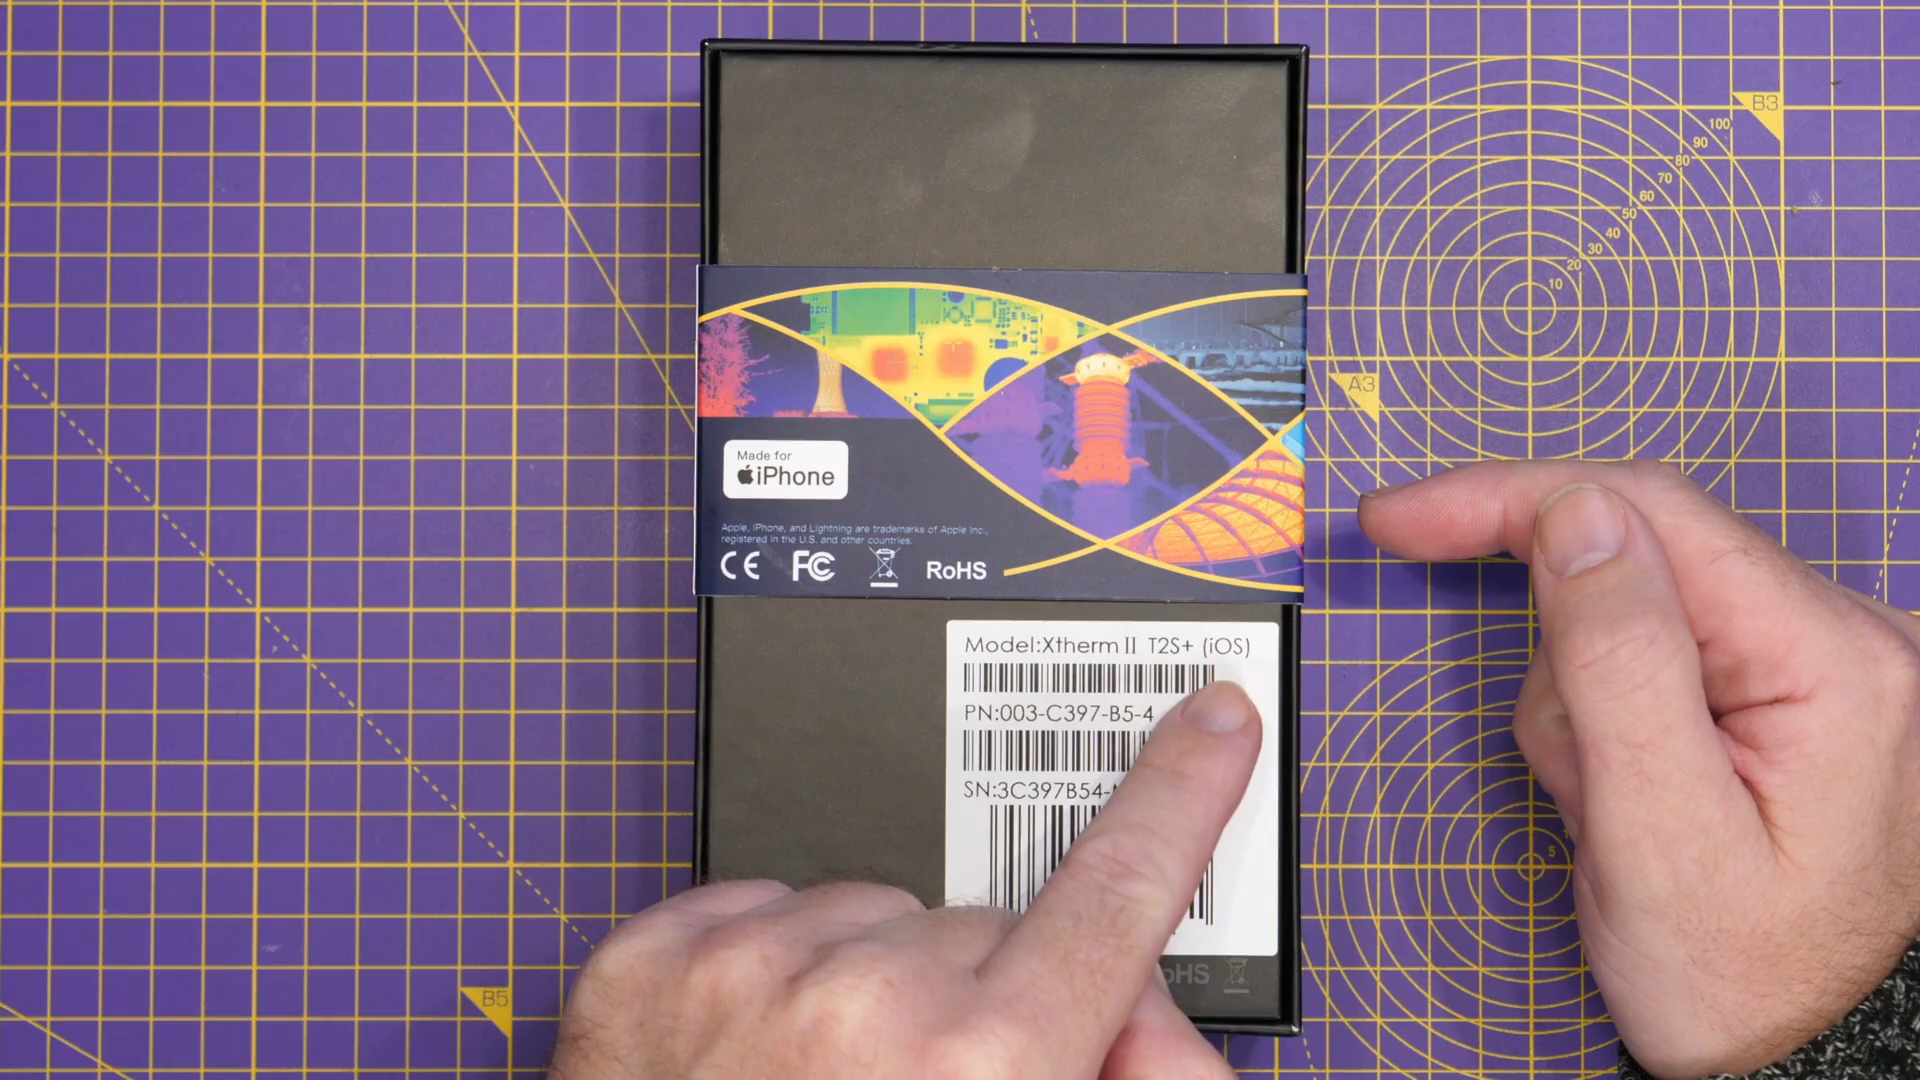 B3
100
90
80
70
60
50
40
30
20
10
A3
Made for
iPhone
Apple, iPhone, and Lightning are trademarks of Apple Inc.,
registered in the U.S. and other countries.
CE FC RoHS
Model:Xtherm II T2S+ (iOS)
PN:003-C397-B5-4
SN:3C397B54-
5
B5